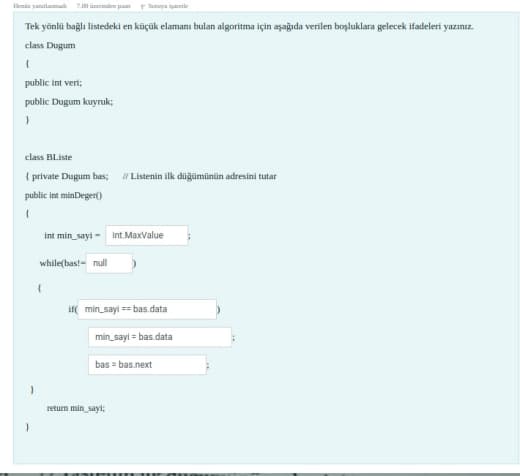 Henüz yanıtlanmadı 7,00 üzerinden puan Soruyu işaretle
Tek yönlü bağlı listedeki en küçük elamanı bulan algoritma için aşağıda verilen boşluklara gelecek ifadeleri yazınız.
class Dugum
{
public int veri;
public Dugum kuyruk;
}
class BListe
{ private Dugum bas; // Listenin ilk düğümünün adresini tutar
public int minDeger()
{
int min_sayi = int.MaxValue ;
while(bas!= null )
{
if( min_sayi == bas.data )
min_sayi = bas.data ;
bas = bas.next ;
}
return min_sayi;
}